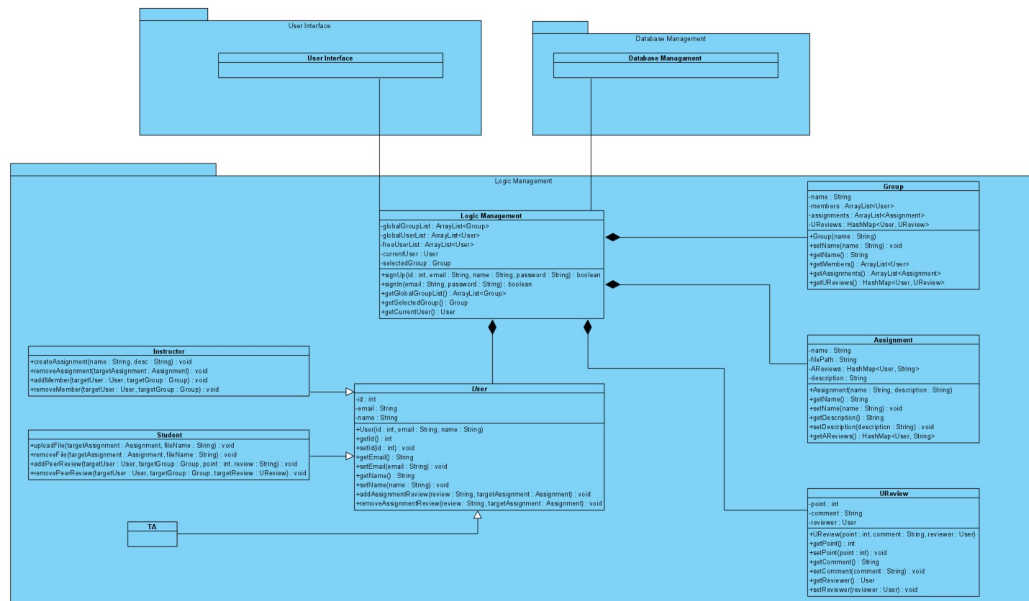 User Interface
User Interface
Database Management
Database Managament
Logic Management
Logic Management
-globalGroupList : ArrayList<Group>
-globalUserList : ArrayList<User>
-freeUserList : ArrayList<User>
-currentUser : User
-selectedGroup : Group
+signUp(id : int, email : String, name : String, password : String) : boolean
+signIn(email : String, password : String) : boolean
+getGlobalGroupList() : ArrayList<Group>
+getSelectedGroup() : Group
+getCurrentUser() : User
Group
-name : String
-members : ArrayList<User>
-assignments : ArrayList<Assignment>
-UReviews : HashMap<User, UReview>
+Group(name : String)
+setName(name : String) : void
+getName() : String
+getMembers() : ArrayList<User>
+getAssignments() : ArrayList<Assignment>
+getUReviews() : HashMap<User, UReview>
Instructor
+createAssignment(name : String, desc : String) : void
+removeAssignment(targetAssignment : Assignment) : void
+addMember(targetUser : User, targetGroup : Group) : void
+removeMember(targetUser : User, targetGroup : Group) : void
Student
+uploadFile(targetAssignment : Assignment, fileName : String) : void
+removeFile(targetAssignment : Assignment, fileName : String) : void
+addPeerReview(targetUser : User, targetGroup : Group, point : int, review : String) : void
+removePeerReview(targetUser : User, targetGroup : Group, targetReview : UReview) : void
TA
User
-id : int
-email : String
-name : String
+User(id : int, email : String, name : String)
+getId() : int
+setId(id : int) : void
+getEmail() : String
+setEmail(email : String) : void
+getName() : String
+setName(name : String) : void
+addAssignmentReview(review : String, targetAssignment : Assignment) : void
+removeAssignmentReview(review : String, targetAssignment : Assignment) : void
Assignment
-name : String
-filePath : String
-AReviews : HashMap<User, String>
-description : String
+Assignment(name : String, description : String)
+getName() : String
+setName(name : String) : void
+getDescription() : String
+setDescription(description : String) : void
+getAReviews() : HashMap<User, String>
UReview
-point : int
-comment : String
-reviewer : User
+UReview(point : int, comment : String, reviewer : User)
+getPoint() : int
+setPoint(point : int) : void
+getComment() : String
+setComment(comment : String) : void
+getReviewer() : User
+setReviewer(reviewer : User) : void